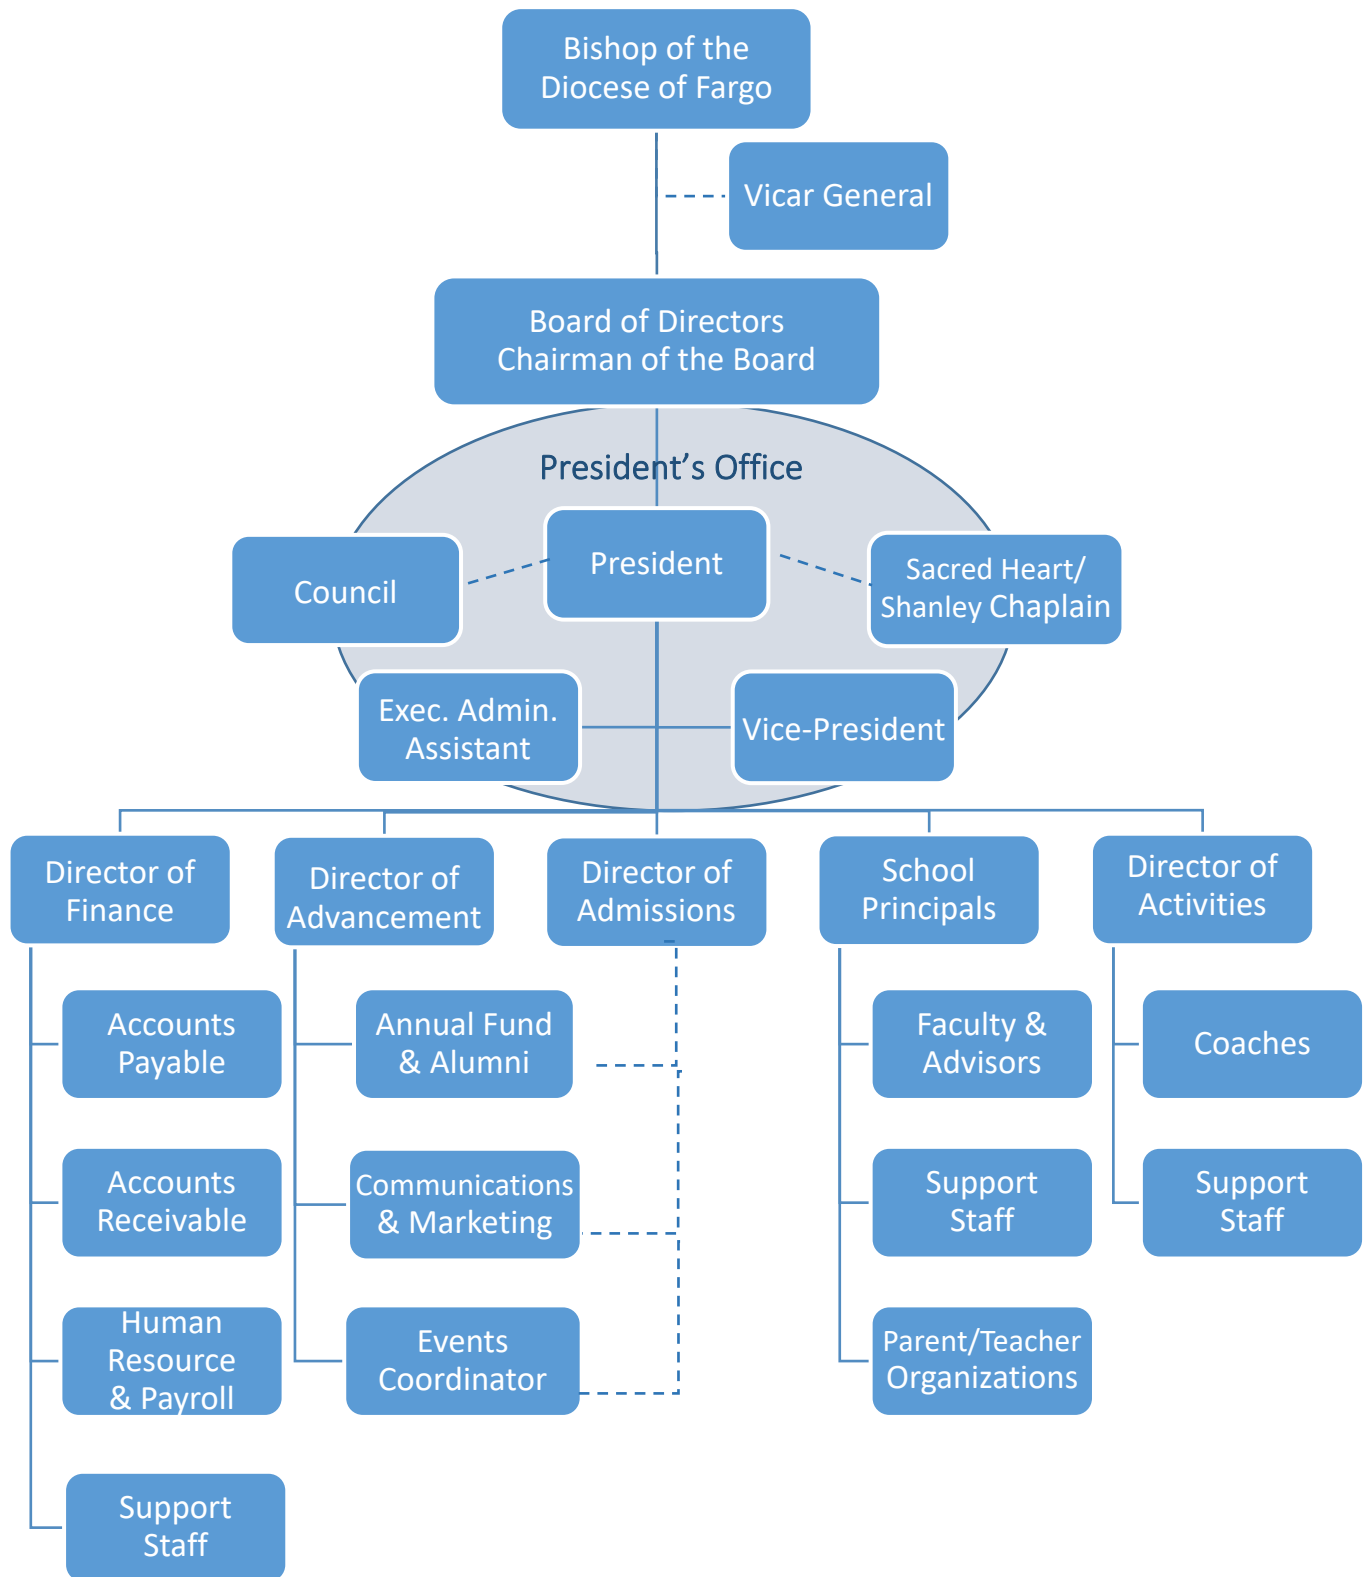 Bishop of the
Diocese of Fargo
Vicar General
Board of Directors
Chairman of the Board
President’s Office
President
Council
Sacred Heart/
Shanley Chaplain
Exec. Admin.
Assistant
Vice-President
Director of
Finance
Director of
Advancement
Director of
Admissions
School
Principals
Director of
Activities
Accounts
Payable
Annual Fund
& Alumni
Faculty &
Advisors
Coaches
Accounts
Receivable
Communications
& Marketing
Support
Staff
Support
Staff
Human
Resource
& Payroll
Events
Coordinator
Parent/Teacher
Organizations
Support
Staff